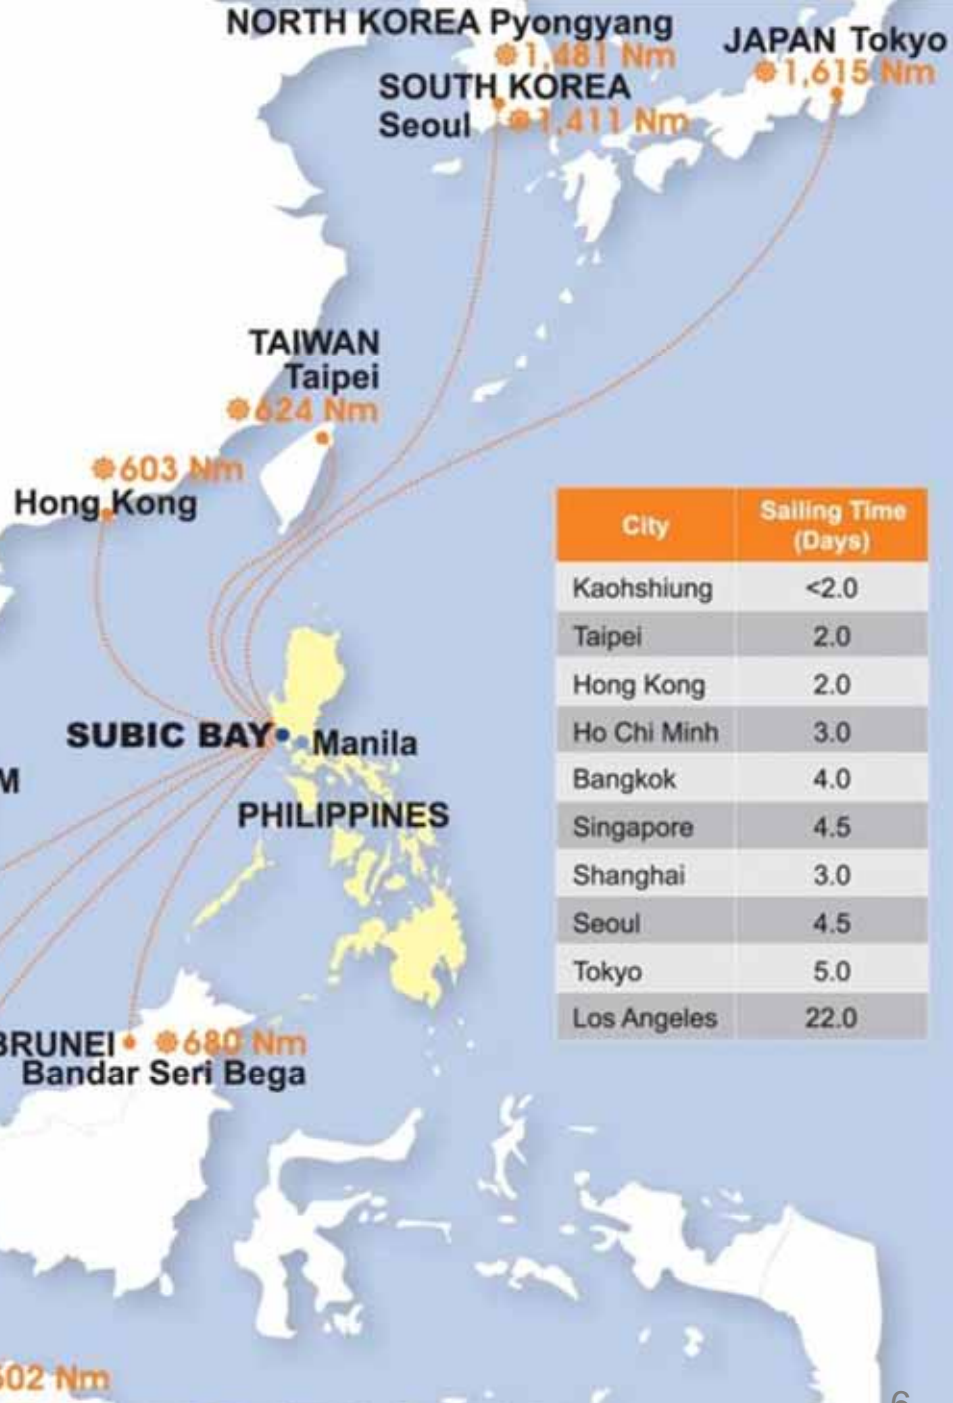 NORTH KOREA Pyongyang
1,481 Nm
JAPAN Tokyo
1,615 Nm
SOUTH KOREA
Seoul
1,411 Nm
TAIWAN
Taipei
624 Nm
603 Nm
Hong Kong
City Sailing Time (Days)
Kaohshiung <2.0
Taipei 2.0
Hong Kong 2.0
Ho Chi Minh 3.0
Bangkok 4.0
Singapore 4.5
Shanghai 3.0
Seoul 4.5
Tokyo 5.0
Los Angeles 22.0
SUBIC BAY
Manila
M
PHILIPPINES
BRUNEI
680 Nm
Bandar Seri Bega
02 Nm
6